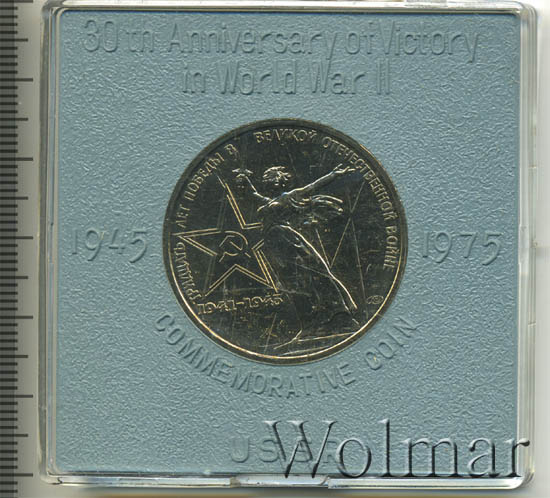 30th Anniversary of Victory
in World War II
ТРИДЦАТЬ ЛЕТ ПОБЕДЫ В ВЕЛИКОЙ ОТЕЧЕСТВЕННОЙ ВОЙНЕ
1945
1975
1941-1945
COMMEMORATIVE COIN
USSR
Wolmar